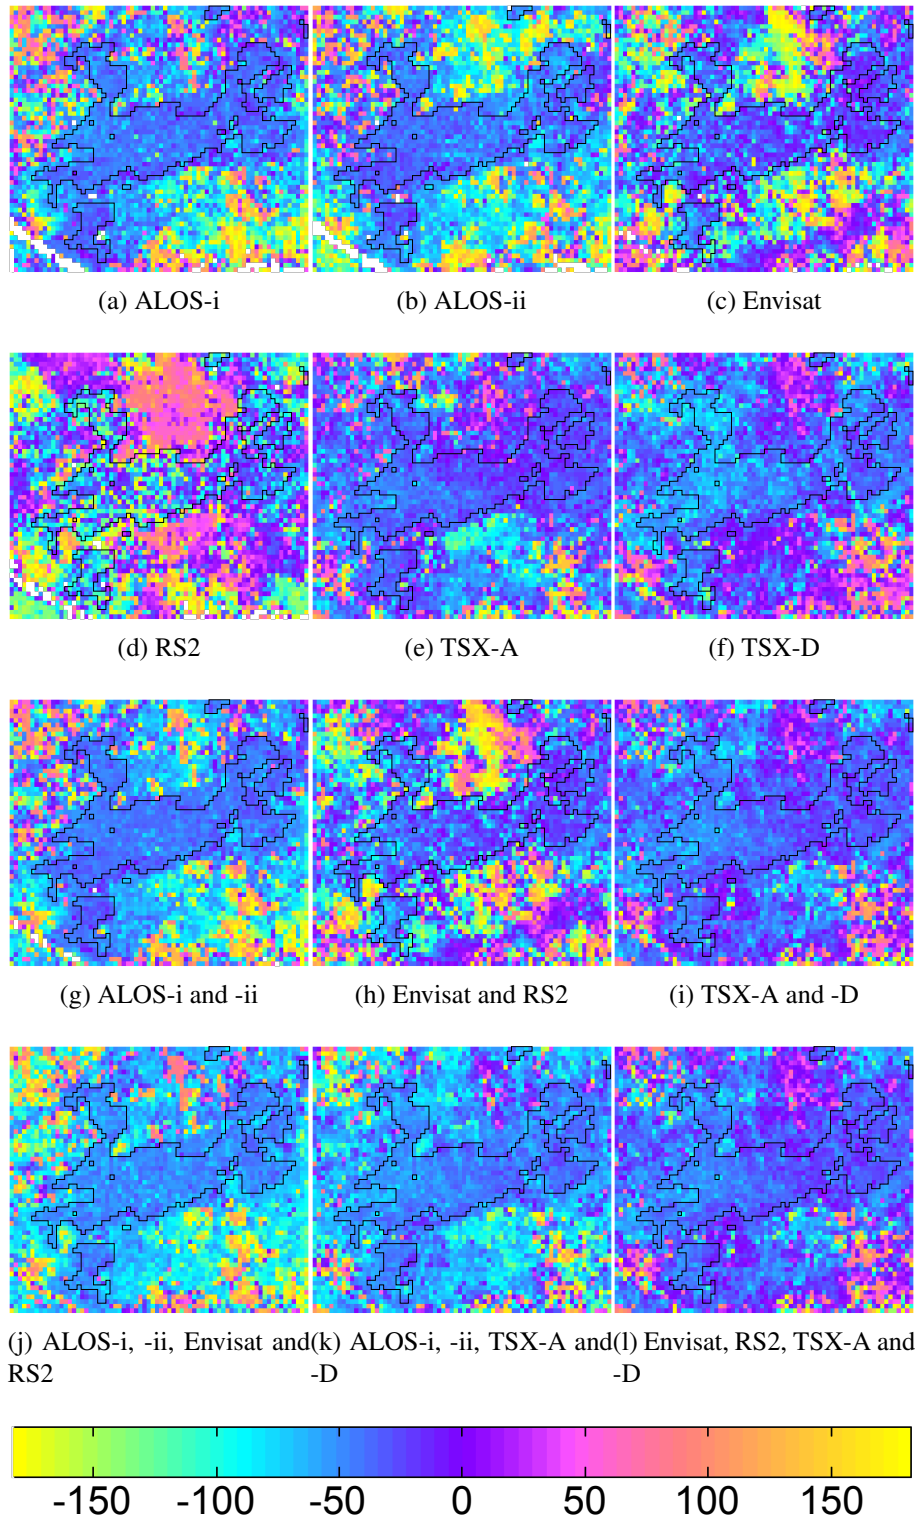 (a) ALOS-i (b) ALOS-ii (c) Envisat
(d) RS2 (e) TSX-A (f) TSX-D
(g) ALOS-i and -ii (h) Envisat and RS2 (i) TSX-A and -D
(j) ALOS-i, -ii, Envisat and RS2
(k) ALOS-i, -ii, TSX-A and -D
(l) Envisat, RS2, TSX-A and -D
-150 -100 -50 0 50 100 150